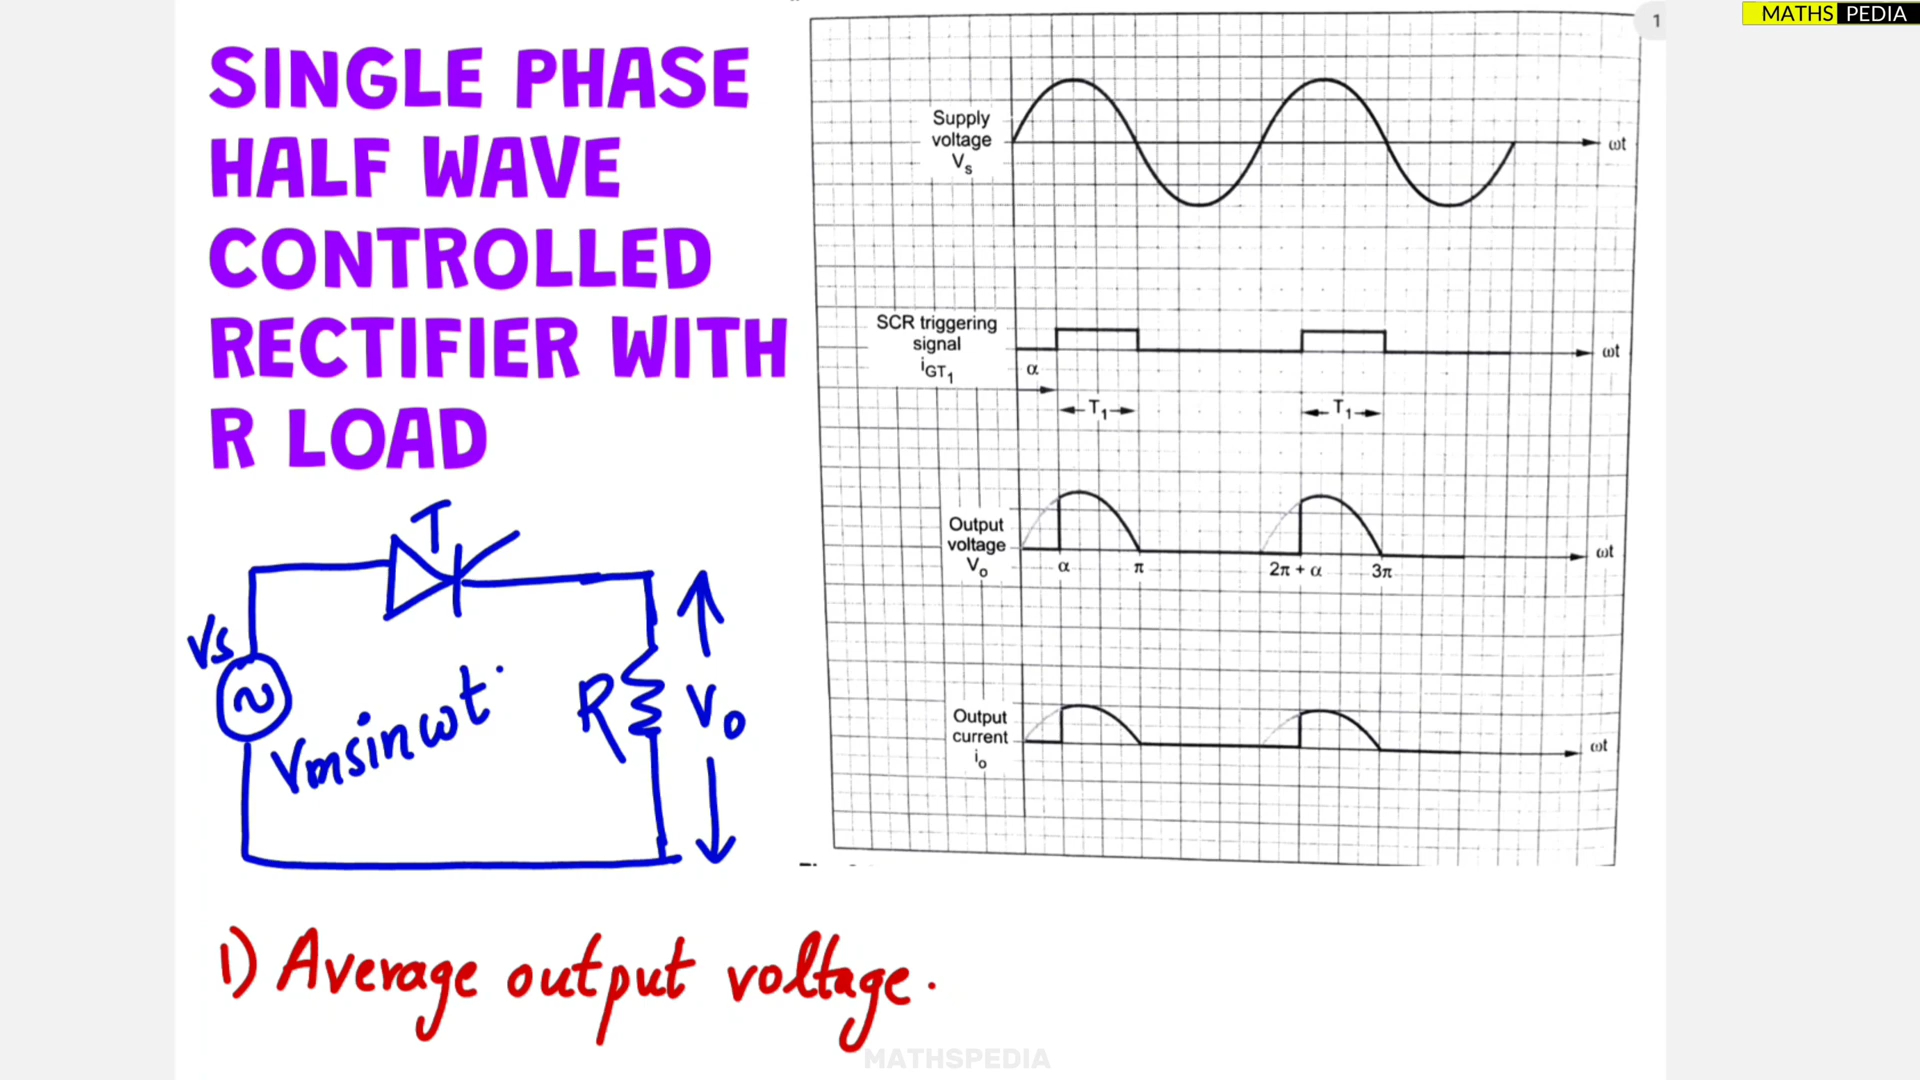 MATHS PEDIA
1
SINGLE PHASE
HALF WAVE
CONTROLLED
RECTIFIER WITH
R LOAD
Supply
voltage
Vs
ωt
SCR triggering
signal
iGT1
α
T1
T1
ωt
Output
voltage
Vo
α
π
2π + α
3π
ωt
Output
current
io
ωt
T
Vs
Vmsinωt
R
Vo
1) Average output voltage.
MATHSPEDIA